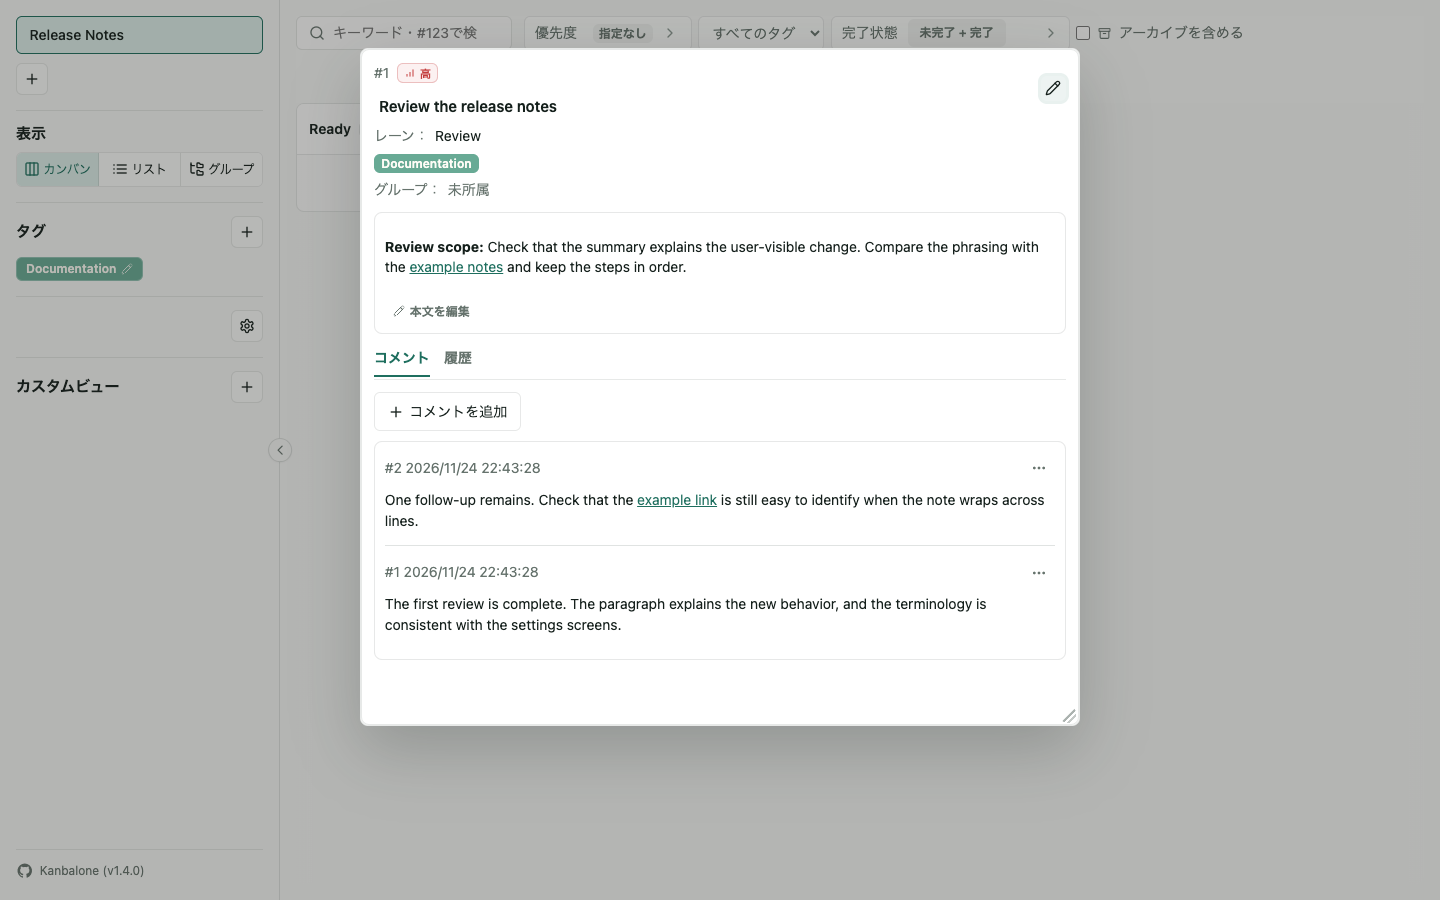 Release Notes
表示
カンバン
リスト
グループ
タグ
Documentation
カスタムビュー
Kanbalone (v1.4.0)
キーワード・#123で検
優先度
指定なし
すべてのタグ
完了状態
未完了 + 完了
アーカイブを含める
Ready
#1
高
Review the release notes
レーン： Review
Documentation
グループ： 未所属
Review scope: Check that the summary explains the user-visible change. Compare the phrasing with
the example notes and keep the steps in order.
本文を編集
コメント
履歴
コメントを追加
#2 2026/11/24 22:43:28
One follow-up remains. Check that the example link is still easy to identify when the note wraps across
lines.
#1 2026/11/24 22:43:28
The first review is complete. The paragraph explains the new behavior, and the terminology is
consistent with the settings screens.